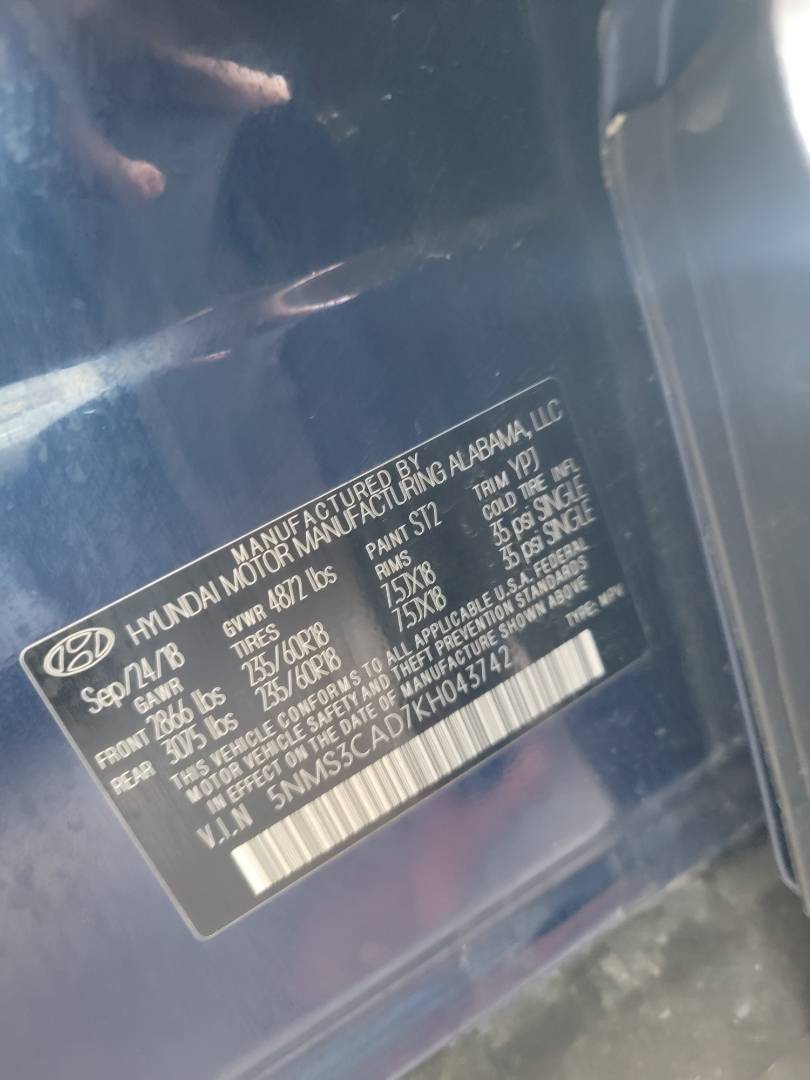 MANUFACTURED BY
HYUNDAI MOTOR MANUFACTURING ALABAMA, LLC
Sep/24/18 GVWR 4872 lbs PAINT ST2 TRIM YPJ
GAWR TIRES RIMS COLD TIRE INFL
FRONT 2866 lbs 235/60R18 7.5JX18 35 psi SINGLE
REAR 3075 lbs 235/60R18 7.5JX18 35 psi SINGLE
THIS VEHICLE CONFORMS TO ALL APPLICABLE U.S.A. FEDERAL
MOTOR VEHICLE SAFETY AND THEFT PREVENTION STANDARDS
IN EFFECT ON THE DATE OF MANUFACTURE SHOWN ABOVE
V.I.N 5NMS3CAD7KH043742 TYPE: MPV